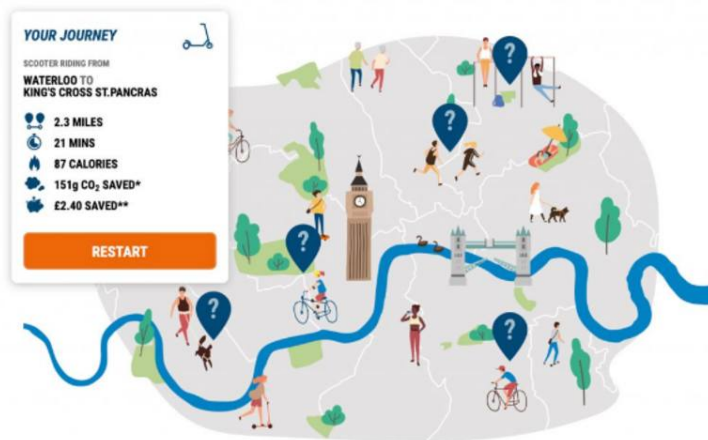 YOUR JOURNEY
SCOOTER RIDING FROM
WATERLOO TO
KING'S CROSS ST.PANCRAS
2.3 MILES
21 MINS
87 CALORIES
151g CO₂ SAVED*
£2.40 SAVED**
RESTART
?
?
?
?
?